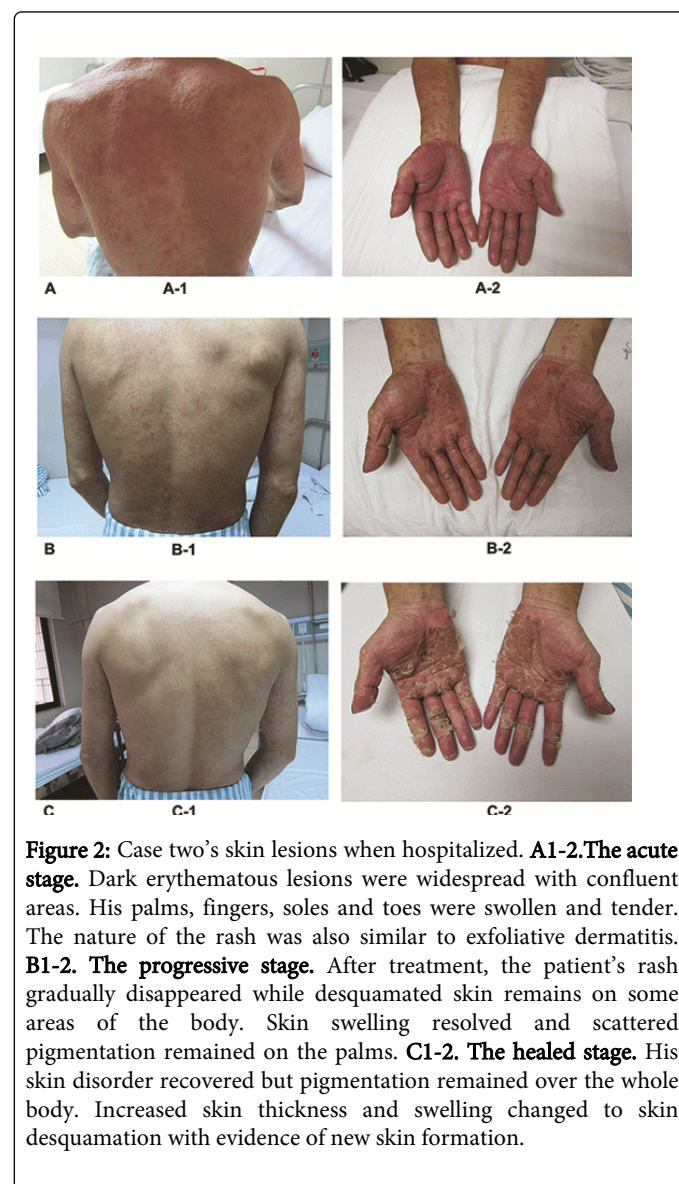 A A-1 A-2
B B-1 B-2
C C-1 C-2
Figure 2: Case two's skin lesions when hospitalized. A1-2.The acute
stage. Dark erythematous lesions were widespread with confluent
areas. His palms, fingers, soles and toes were swollen and tender.
The nature of the rash was also similar to exfoliative dermatitis.
B1-2. The progressive stage. After treatment, the patient's rash
gradually disappeared while desquamated skin remains on some
areas of the body. Skin swelling resolved and scattered
pigmentation remained on the palms. C1-2. The healed stage. His
skin disorder recovered but pigmentation remained over the whole
body. Increased skin thickness and swelling changed to skin
desquamation with evidence of new skin formation.